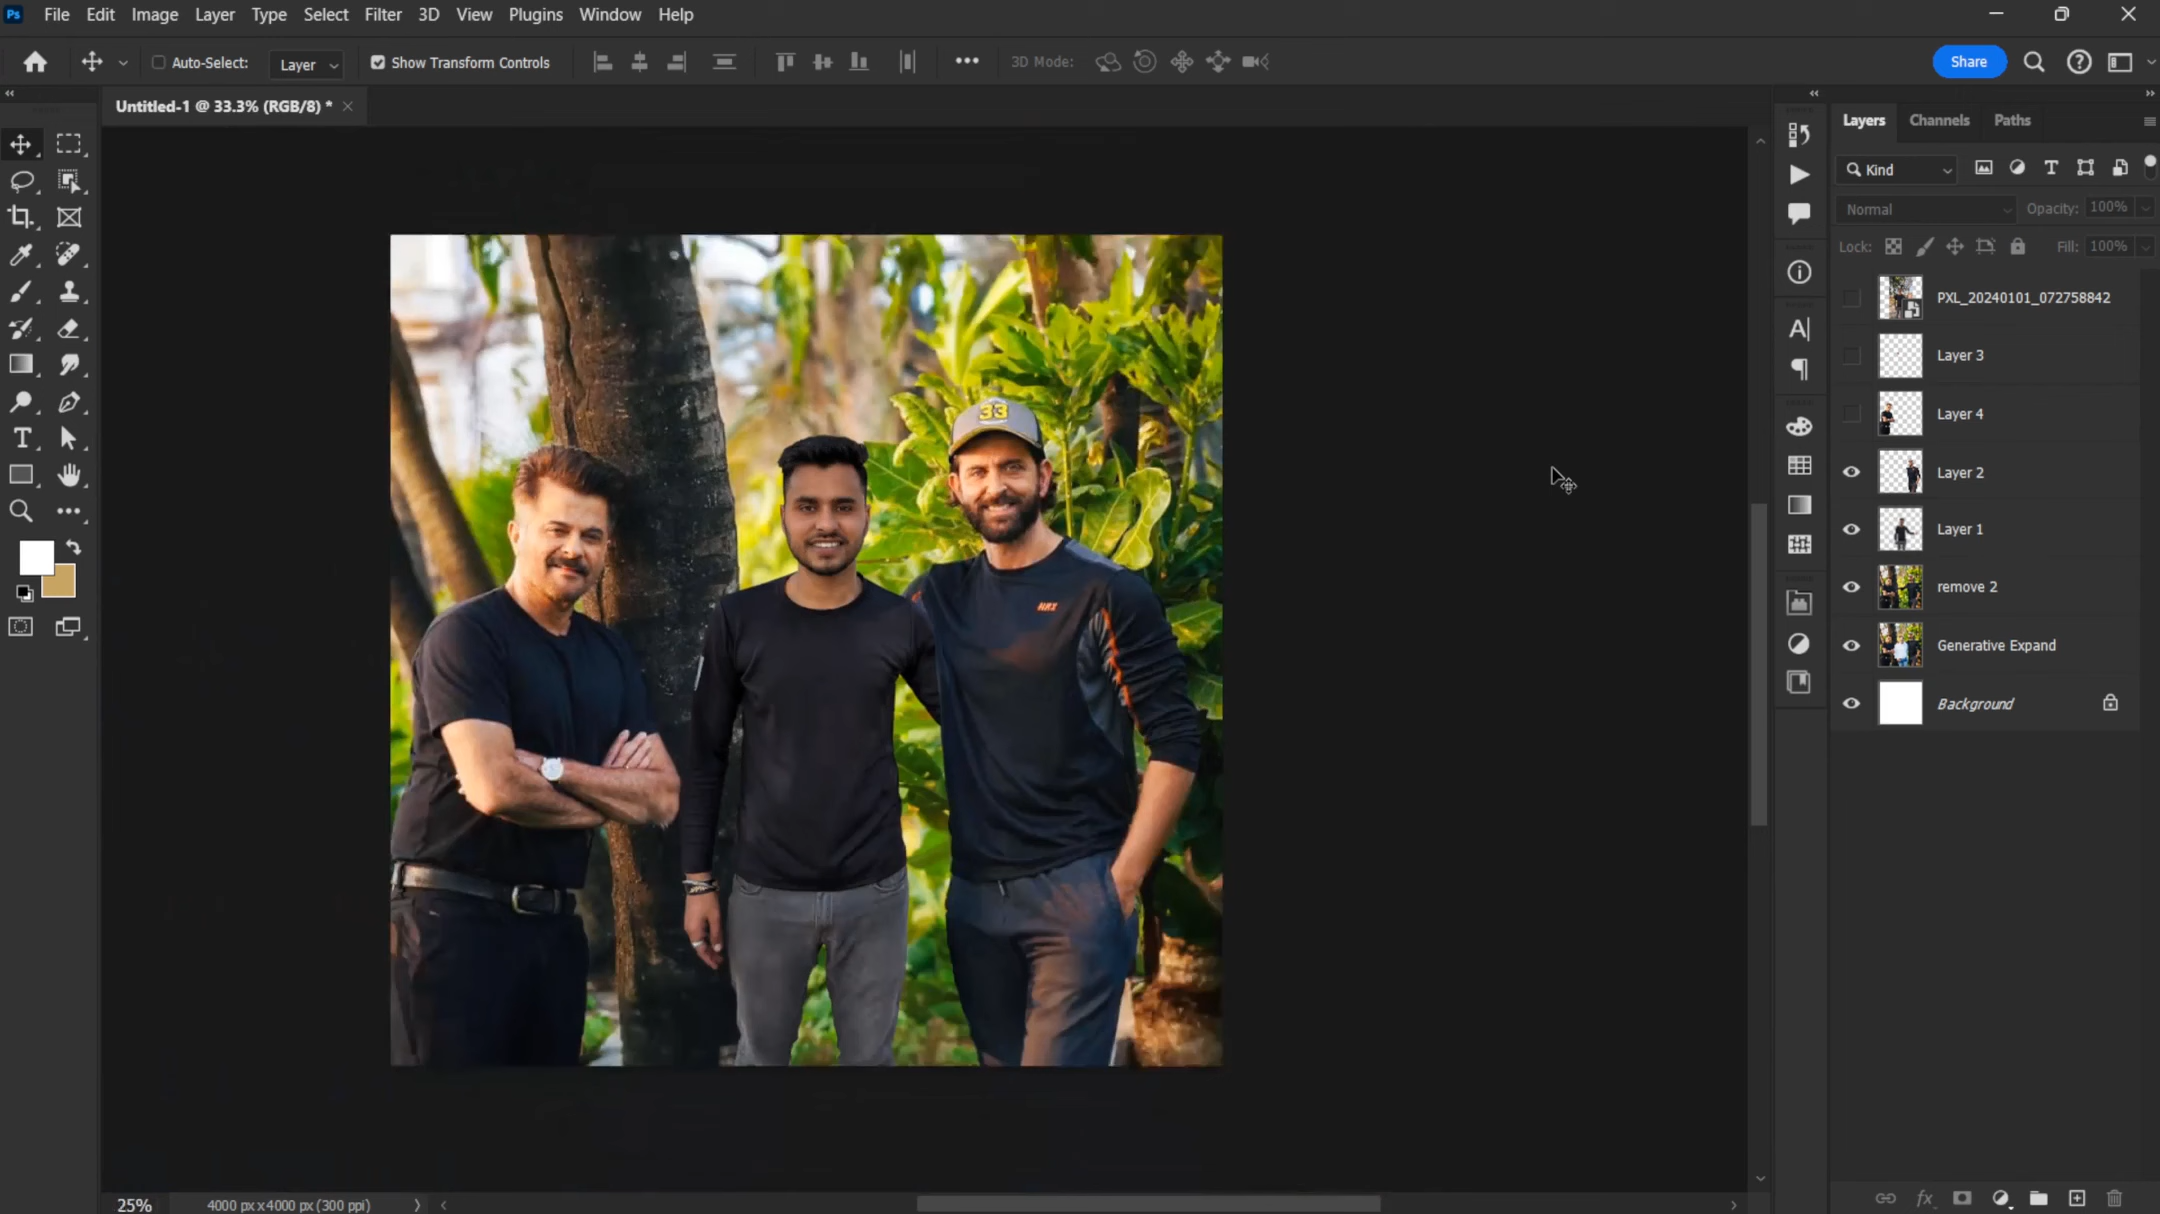 Ps File Edit Image Layer Type Select Filter 3D View Plugins Window Help
Auto-Select: Layer Show Transform Controls 3D Mode: Share
Untitled-1 @ 33.3% (RGB/8) *
Layers Channels Paths
Kind
Normal Opacity: 100%
Lock: Fill: 100%
PXL_20240101_072758842
Layer 3
Layer 4
Layer 2
Layer 1
remove 2
Generative Expand
Background
33
HRX
25% 4000 px x 4000 px (300 ppi)
fx